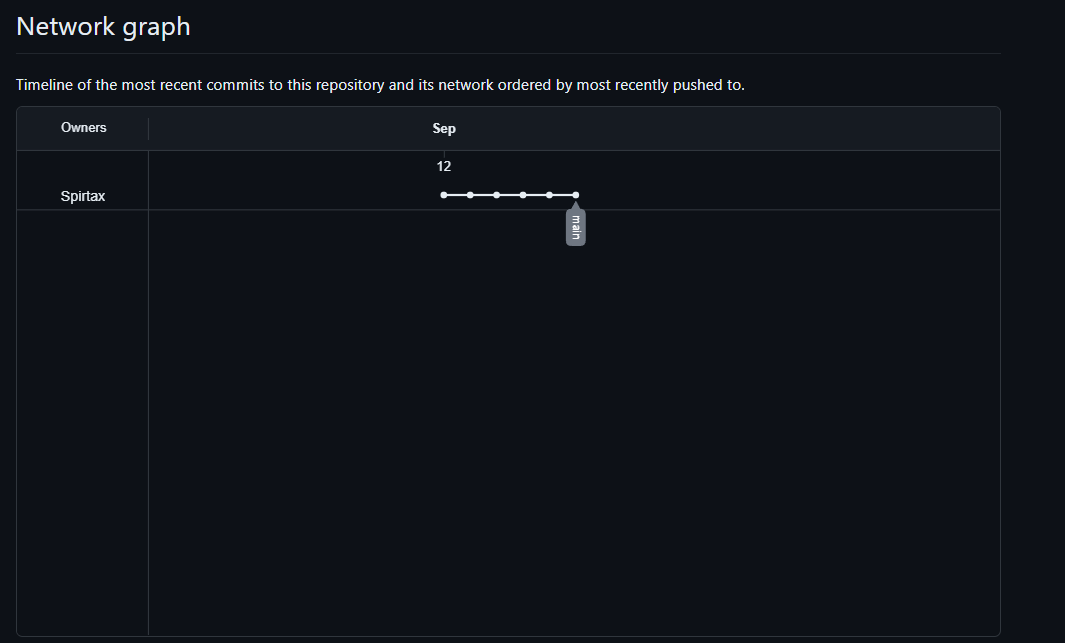 Network graph
Timeline of the most recent commits to this repository and its network ordered by most recently pushed to.
Owners
Sep
12
Spirtax
main